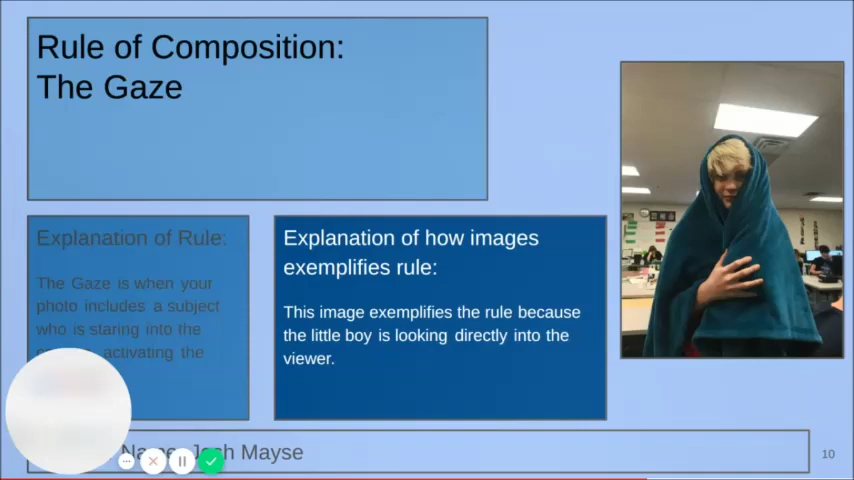 Rule of Composition:
The Gaze
Explanation of Rule:
The Gaze is when your
photo includes a subject
who is staring into the
activating the
Explanation of how images
exemplifies rule:
This image exemplifies the rule because
the little boy is looking directly into the
viewer.
Name: Josh Mayse
10